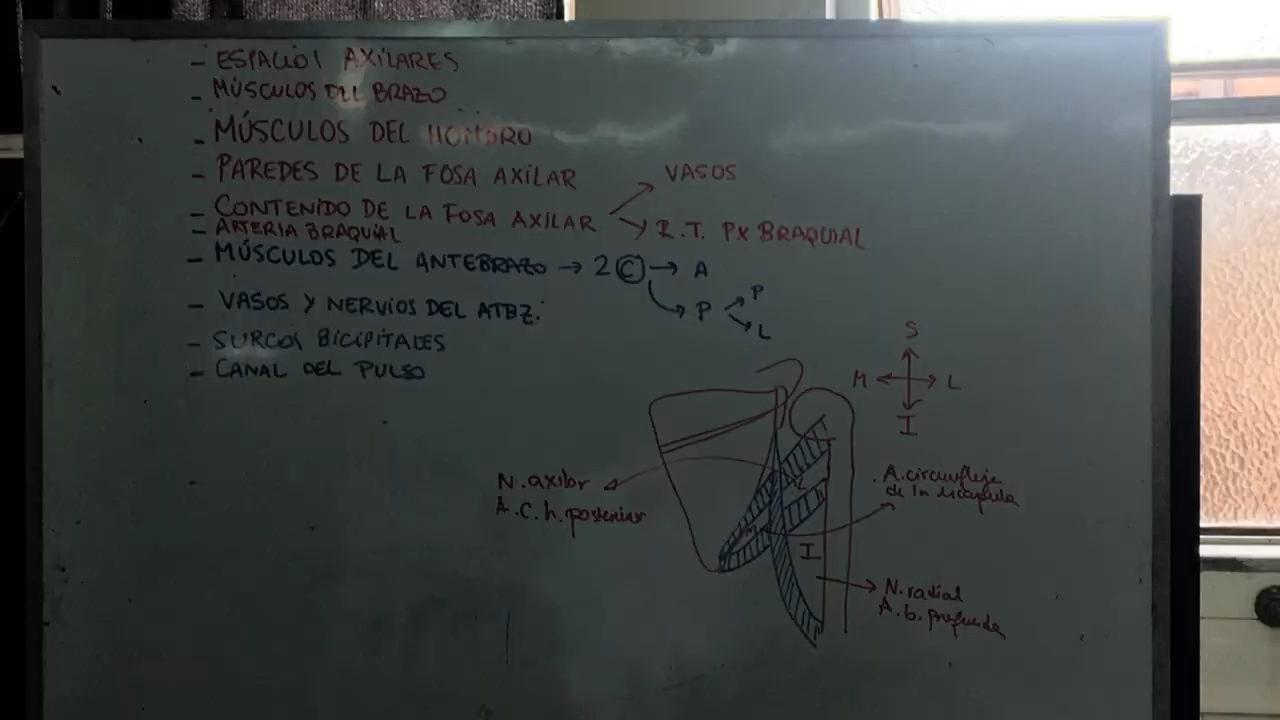 - ESPACIOS AXILARES
- MÚSCULOS DEL BRAZO
- MÚSCULOS DEL HOMBRO
- PAREDES DE LA FOSA AXILAR
- CONTENIDO DE LA FOSA AXILAR → VASOS
→ R.T. PX BRAQUIAL
- ARTERIA BRAQUIAL
- MÚSCULOS DEL ANTEBRAZO → 2 C → A
→ P → P
→ L
- VASOS Y NERVIOS DEL ATBZ.
- SURCOS BICIPITALES
- CANAL DEL PULSO
S
M L
I
N. axilar
A.C.h. posterior
A. circunfleja
de la escápula
L
M
I
N. radial
A. b. profunda